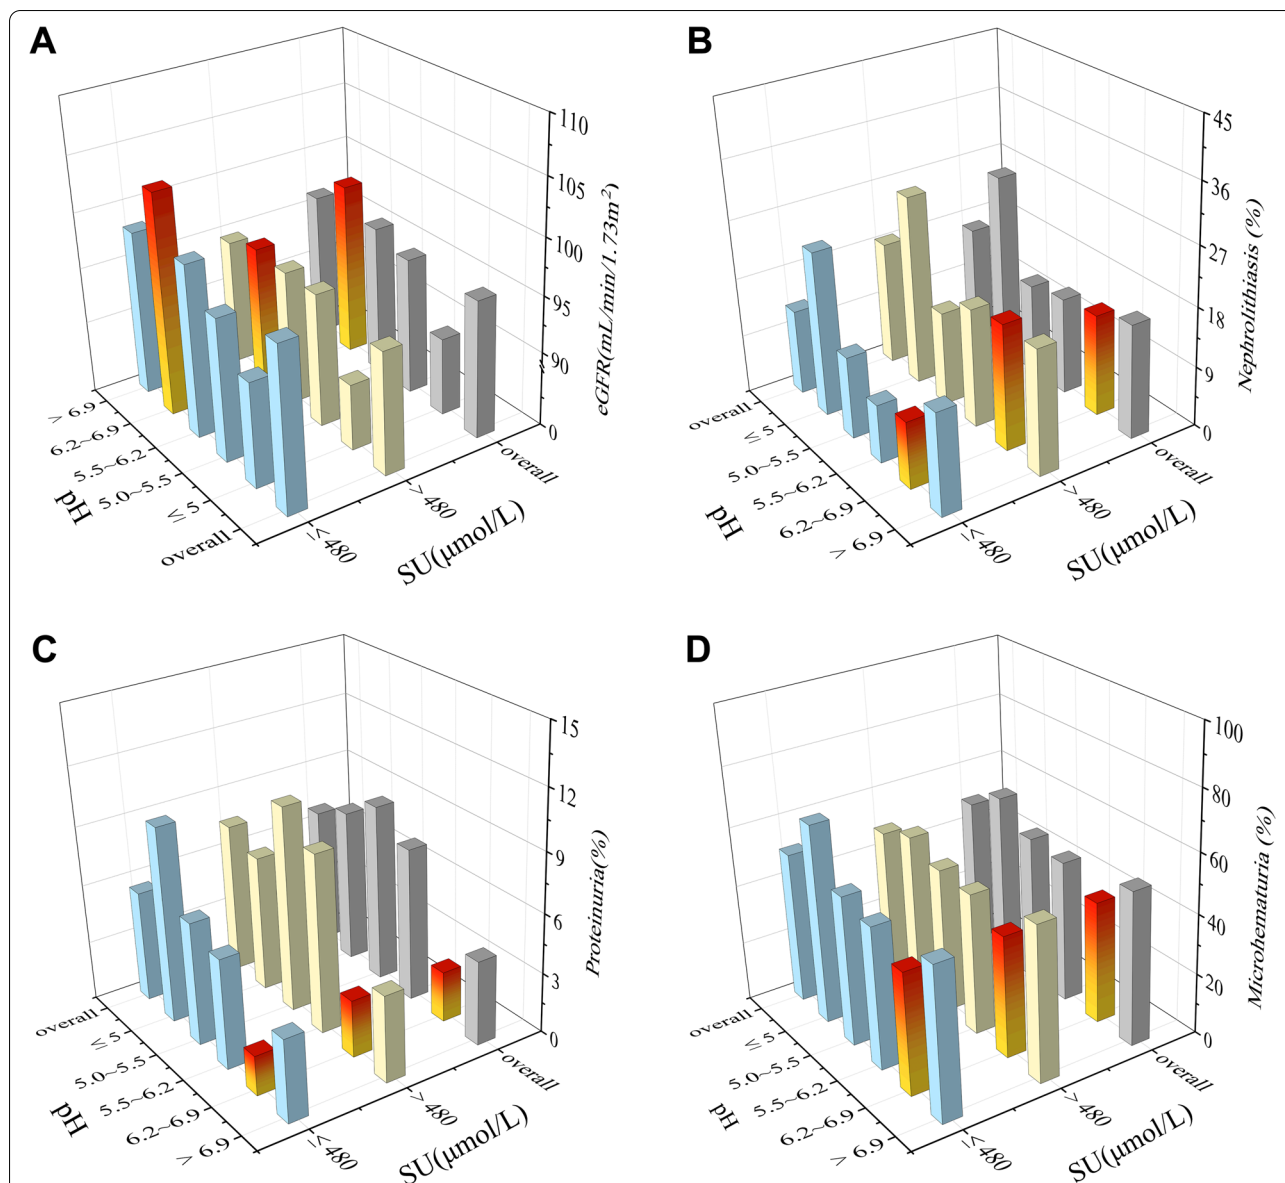 A
110
105
100
95
90
0
eGFR(mL/min/1.73m²)
> 6.9
6.2~6.9
5.5~6.2
5.0~5.5
≤ 5
overall
pH
≤ 480
> 480
overall
SU(μmol/L)
B
45
36
27
18
9
0
Nephrolithiasis (%)
overall
≤ 5
5.0~5.5
5.5~6.2
6.2~6.9
> 6.9
pH
≤ 480
> 480
overall
SU(μmol/L)
C
15
12
9
6
3
0
Proteinuria(%)
overall
≤ 5
5.0~5.5
5.5~6.2
6.2~6.9
> 6.9
pH
≤ 480
> 480
overall
SU(μmol/L)
D
100
80
60
40
20
0
Microhematuria (%)
overall
≤ 5
5.0~5.5
5.5~6.2
6.2~6.9
> 6.9
pH
≤ 480
> 480
overall
SU(μmol/L)